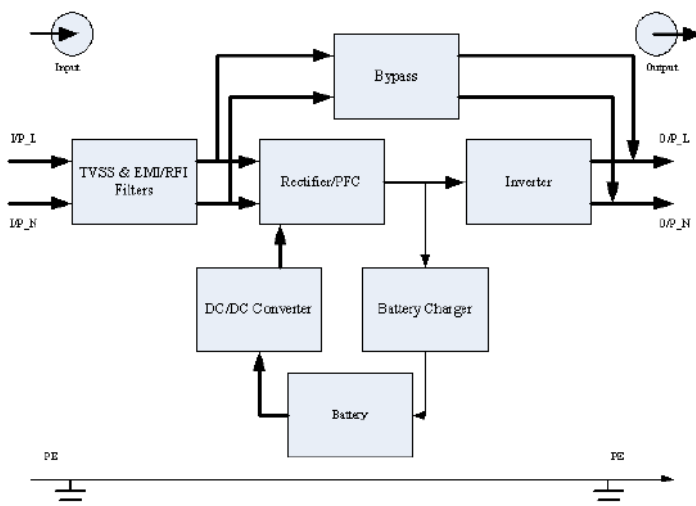 Input
Output
Bypass
I/P_L
O/P_L
TVSS & EMI/RFI
Filters
Rectifier/PFC
Inverter
I/P_N
O/P_N
DC/DC Converter
Battery Charger
Battery
PE
PE